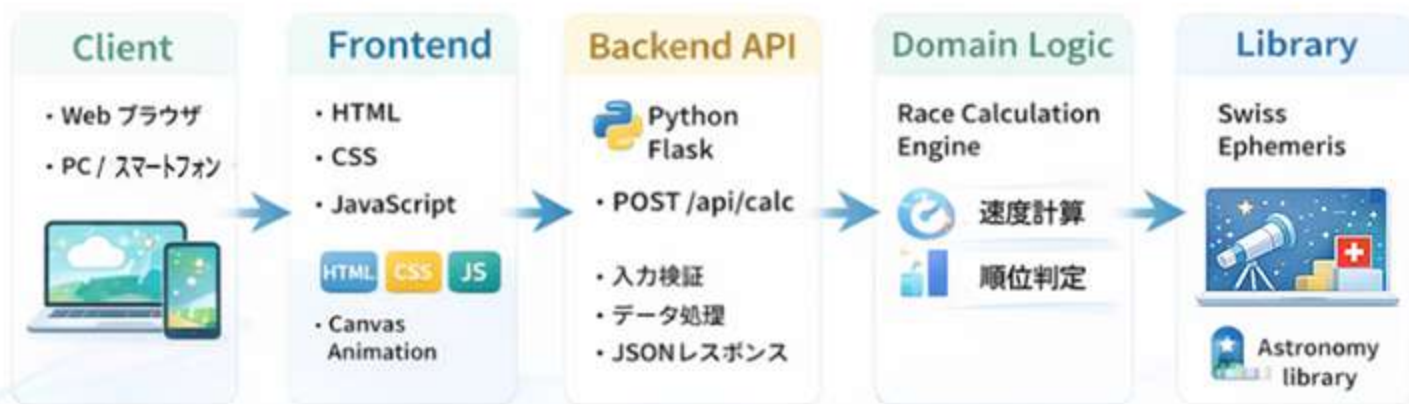 Client
・Web ブラウザ
・PC / スマートフォン
Frontend
・HTML
・CSS
・JavaScript
HTML CSS JS
・Canvas
Animation
Backend API
Python
Flask
・POST /api/calc
・入力検証
・データ処理
・JSONレスポンス
Domain Logic
Race Calculation
Engine
速度計算
順位判定
Library
Swiss
Ephemeris
Astronomy
library